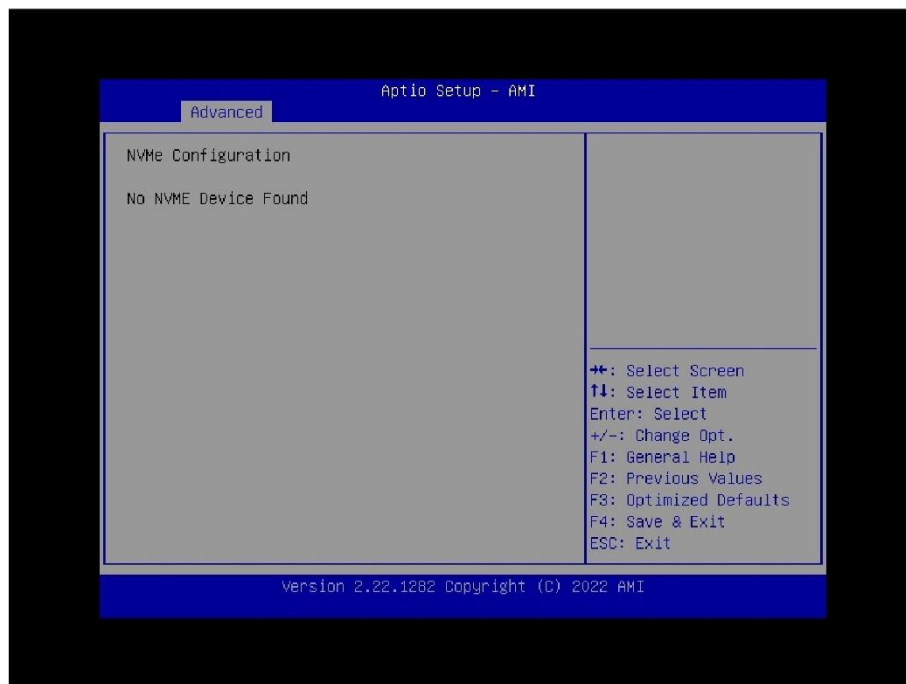 Aptio Setup – AMI
Advanced
NVMe Configuration
No NVME Device Found
→←: Select Screen
↑↓: Select Item
Enter: Select
+/-: Change Opt.
F1: General Help
F2: Previous Values
F3: Optimized Defaults
F4: Save & Exit
ESC: Exit
Version 2.22.1282 Copyright (C) 2022 AMI